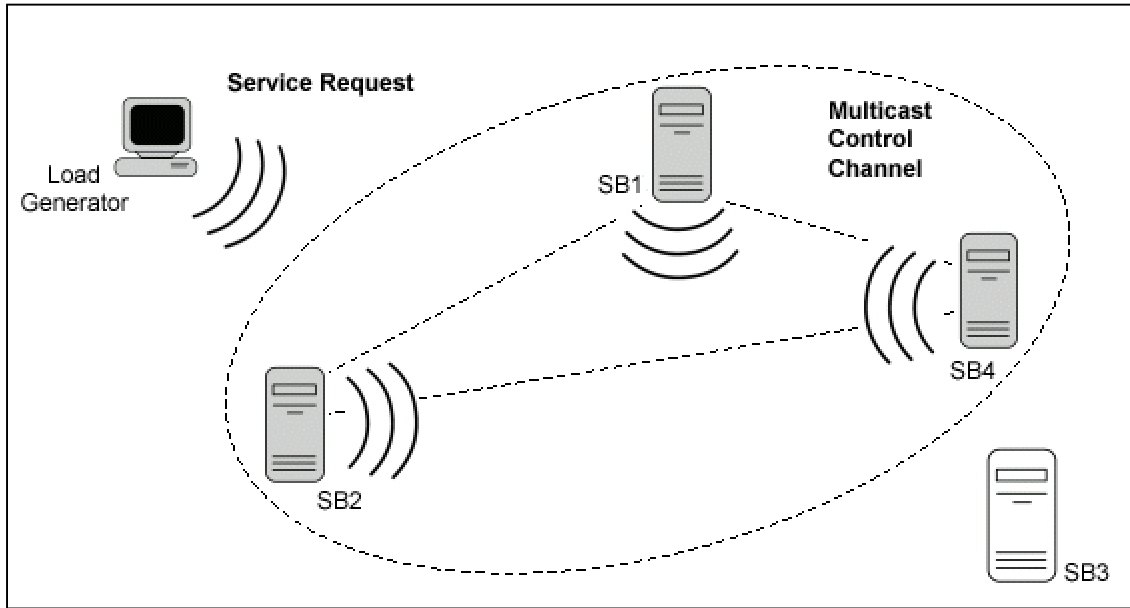 Service Request
Load
Generator
Multicast
Control
Channel
SB1
SB4
SB2
SB3